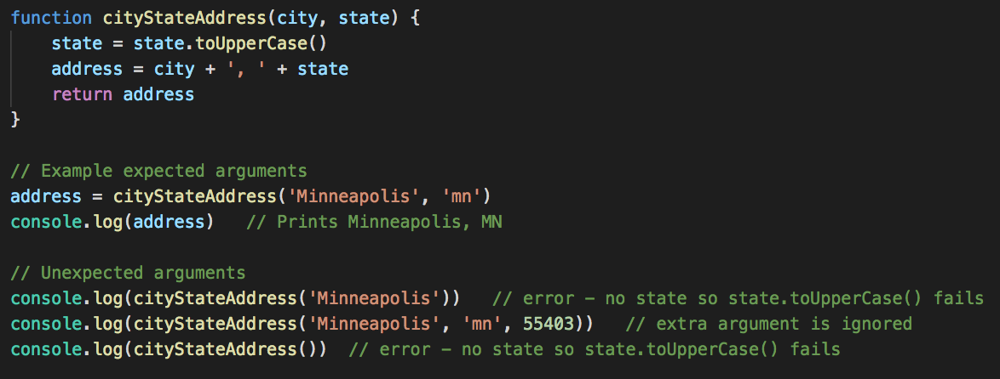 function cityStateAddress(city, state) {
    state = state.toUpperCase()
    address = city + ', ' + state
    return address
}

// Example expected arguments
address = cityStateAddress('Minneapolis', 'mn')
console.log(address)   // Prints Minneapolis, MN

// Unexpected arguments
console.log(cityStateAddress('Minneapolis'))   // error – no state so state.toUpperCase() fails
console.log(cityStateAddress('Minneapolis', 'mn', 55403))   // extra argument is ignored
console.log(cityStateAddress())  // error – no state so state.toUpperCase() fails